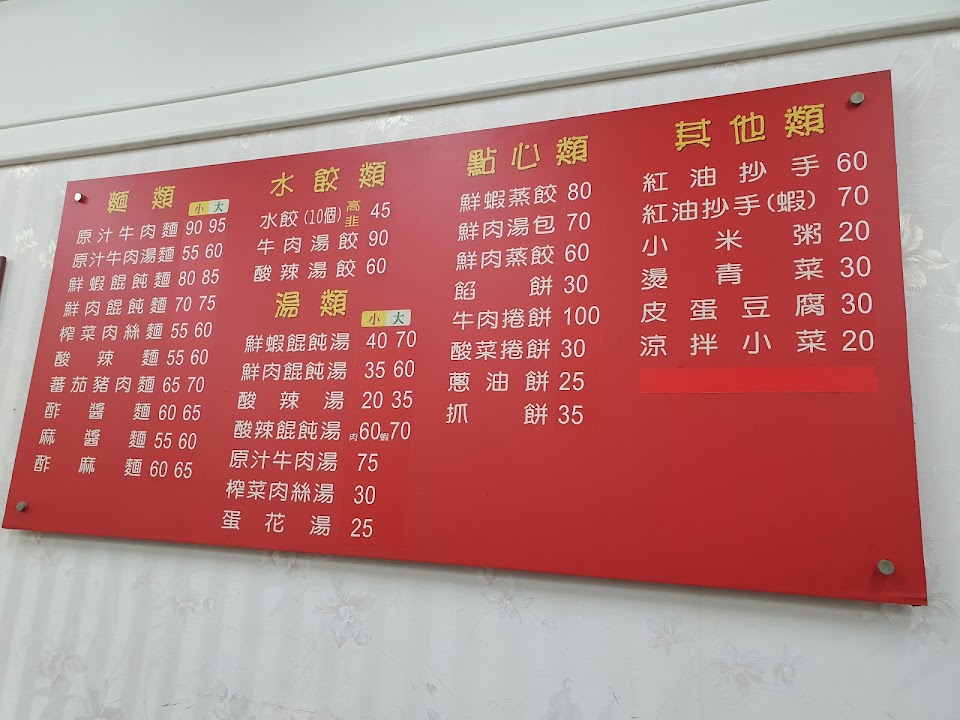 麵類 小 大
原汁牛肉麵 90 95
原汁牛肉湯麵 55 60
鮮蝦餛飩麵 80 85
鮮肉餛飩麵 70 75
榨菜肉絲麵 55 60
酸辣麵 55 60
蕃茄豬肉麵 65 70
酢醬麵 60 65
麻醬麵 55 60
酢麻麵 60 65
水餃類
水餃(10個) 高韭 45
牛肉湯餃 90
酸辣湯餃 60
湯類 小 大
鮮蝦餛飩湯 40 70
鮮肉餛飩湯 35 60
酸辣湯 20 35
酸辣餛飩湯 肉60蝦70
原汁牛肉湯 75
榨菜肉絲湯 30
蛋花湯 25
點心類
鮮蝦蒸餃 80
鮮肉湯包 70
鮮肉蒸餃 60
餡餅 30
牛肉捲餅 100
酸菜捲餅 30
蔥油餅 25
抓餅 35
其他類
紅油抄手 60
紅油抄手(蝦) 70
小米粥 20
燙青菜 30
皮蛋豆腐 30
涼拌小菜 20